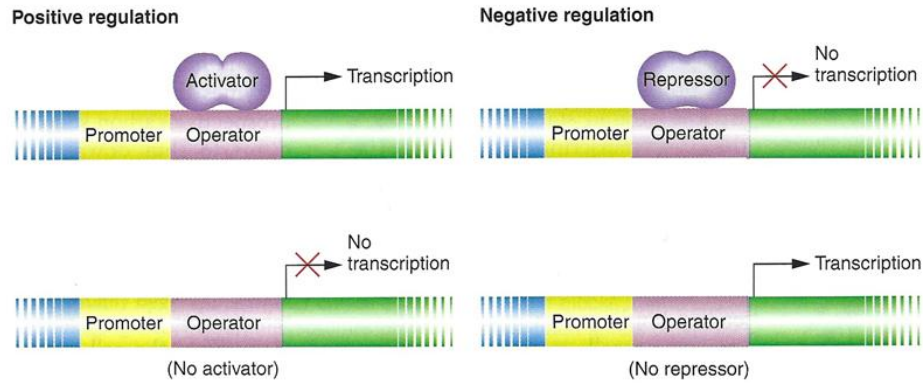 Positive regulation
Activator
Transcription
Promoter
Operator
No
transcription
Promoter
Operator
(No activator)
Negative regulation
Repressor
No
transcription
Promoter
Operator
Transcription
Promoter
Operator
(No repressor)